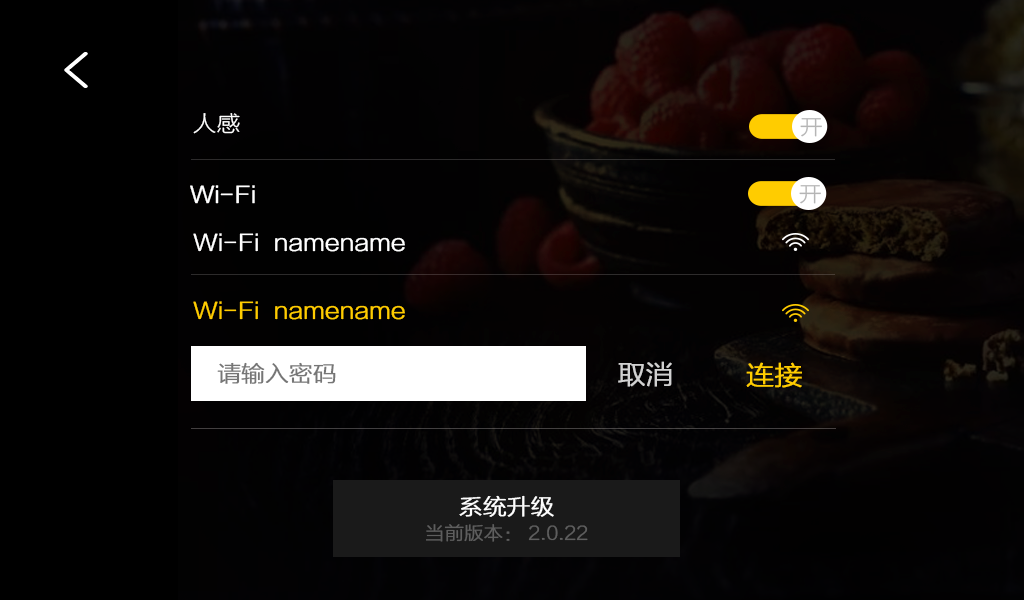 人感 开
Wi-Fi 开
Wi-Fi namename
Wi-Fi namename
请输入密码 取消 连接
系统升级
当前版本： 2.0.22